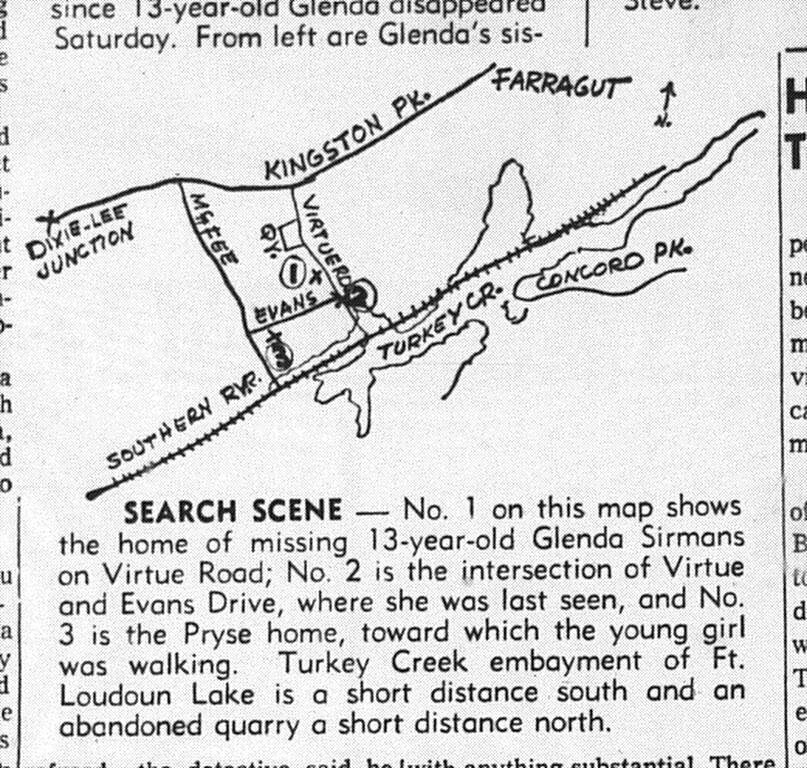 since 13-year-old Glenda disappeared
Saturday. From left are Glenda's sis-
Steve.
FARRAGUT
N.
KINGSTON PK.
DIXIE-LEE
JUNCTION
McFEE
VIRTUE RD.
QY.
1
2
EVANS
3
CONCORD PK.
TURKEY CR.
SOUTHERN RYR.
SEARCH SCENE — No. 1 on this map shows
the home of missing 13-year-old Glenda Sirmans
on Virtue Road; No. 2 is the intersection of Virtue
and Evans Drive, where she was last seen, and No.
3 is the Pryse home, toward which the young girl
was walking. Turkey Creek embayment of Ft.
Loudoun Lake is a short distance south and an
abandoned quarry a short distance north.
the detective said he with anything substantial. There